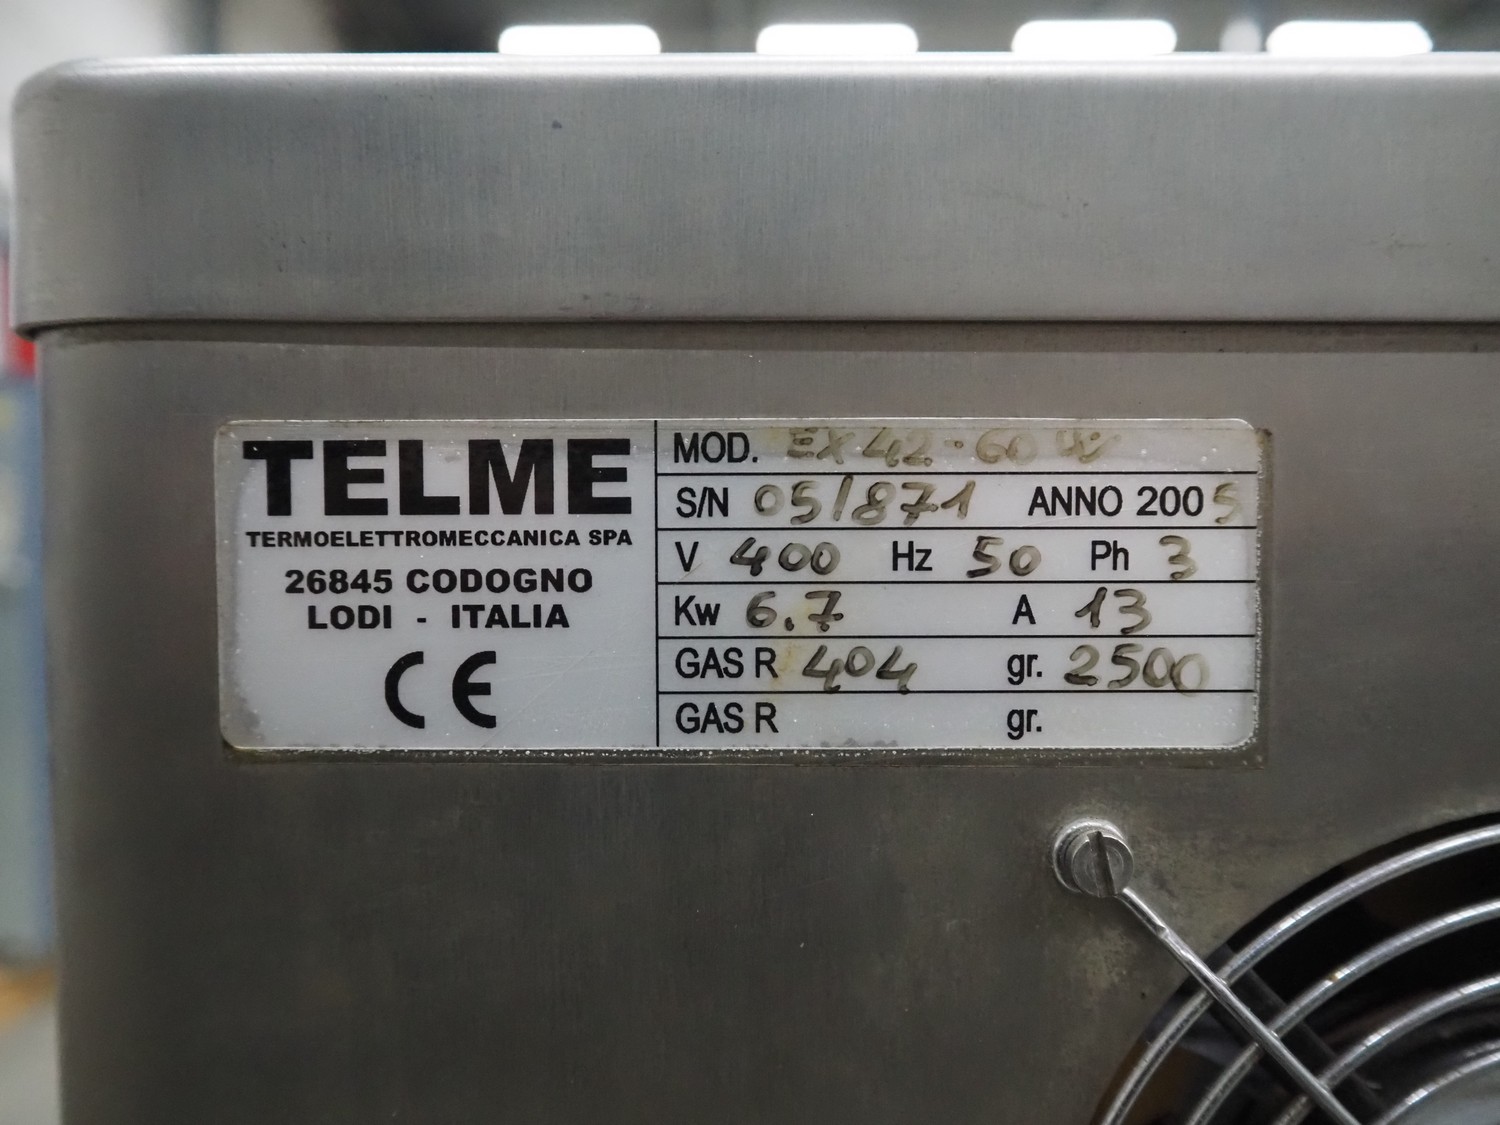 TELME
TERMOELETTROMECCANICA SPA
26845 CODOGNO
LODI - ITALIA
CE
MOD. EX 42-60 W
S/N 05/871 ANNO 2005
V 400 Hz 50 Ph 3
Kw 6.7 A 13
GAS R 404 gr. 2500
GAS R gr.